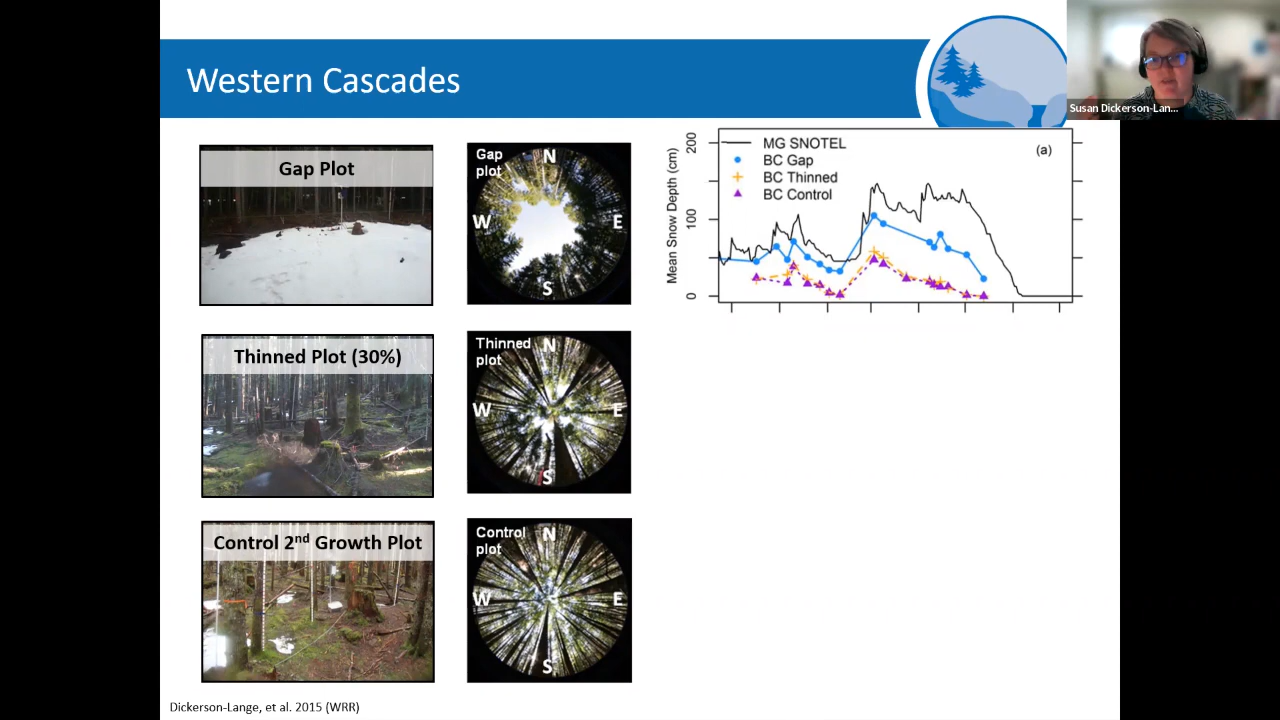 Western Cascades
Susan Dickerson-Lan...
Gap Plot
Gap
plot
N
W
E
S
200
100
0
Mean Snow Depth (cm)
MG SNOTEL
BC Gap
BC Thinned
BC Control
(a)
Thinned Plot (30%)
Thinned
plot
N
W
E
S
Control 2nd Growth Plot
Control
plot
N
W
E
S
Dickerson-Lange, et al. 2015 (WRR)